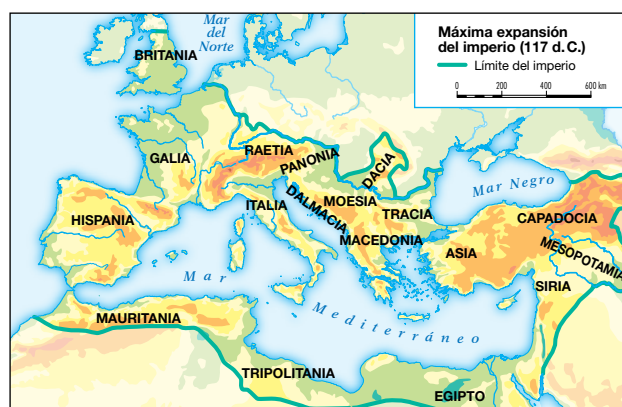 Máxima expansión
del imperio (117 d. C.)
Límite del imperio
0 200 400 600 km
Mar
del Norte
BRITANIA
GALIA
RAETIA
PANONIA
DACIA
Mar Negro
HISPANIA
ITALIA
DALMACIA
MOESIA
TRACIA
MACEDONIA
CAPADOCIA
ASIA
MESOPOTAMIA
SIRIA
Mar
Mediterráneo
MAURITANIA
TRIPOLITANIA
EGIPTO